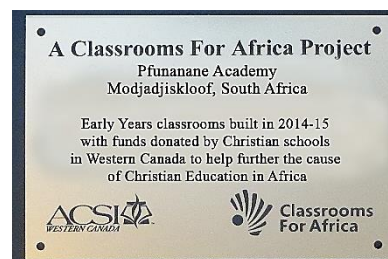 A Classrooms For Africa Project
Pfunanane Academy
Modjadjiskloof, South Africa
Early Years classrooms built in 2014-15
with funds donated by Christian schools
in Western Canada to help further the cause
of Christian Education in Africa
ACSI
WESTERN CANADA
Classrooms
For Africa